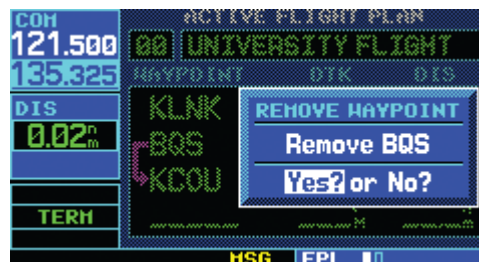 COM
121.500
135.325
DIS
0.02nm
TERM
ACTIVE FLIGHT PLAN
00 UNIVERSITY FLIGHT
WAYPOINT DTK DIS
KLNK
BQS
KCOU
REMOVE WAYPOINT
Remove BQS
Yes? or No?
MSG FPL